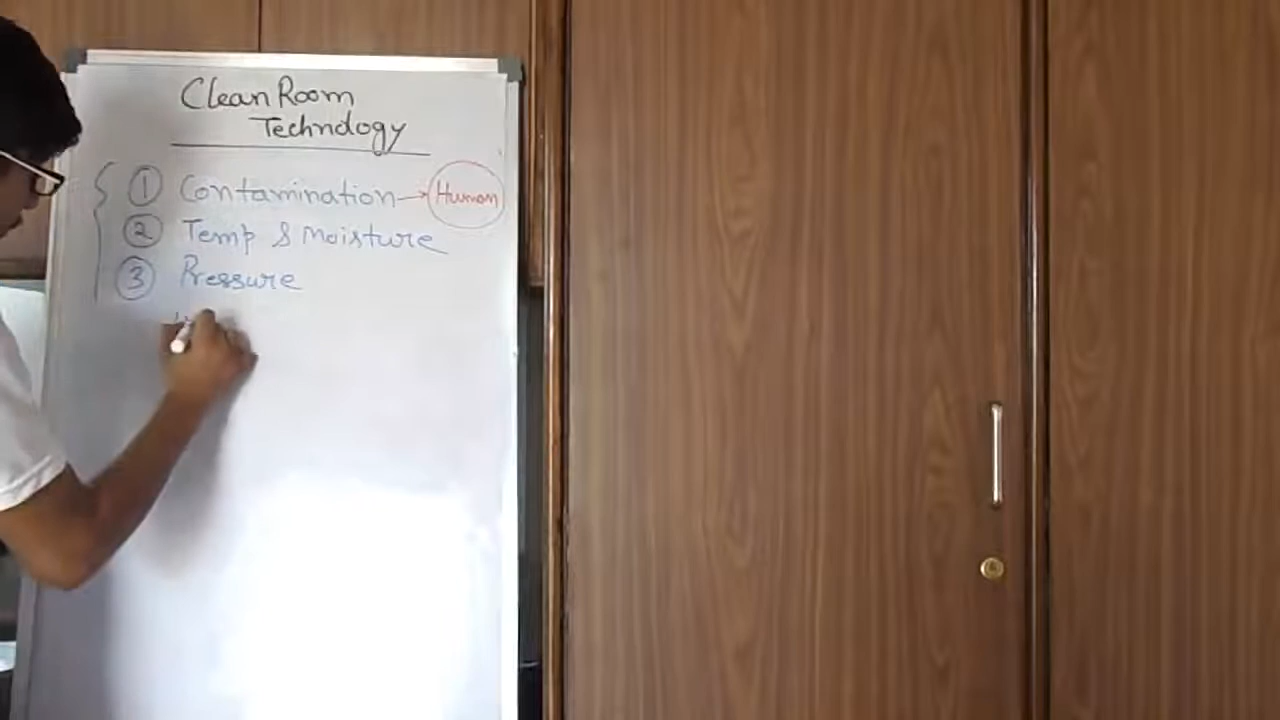 Clean Room
Technology
① Contamination → Human
② Temp & Moisture
③ Pressure